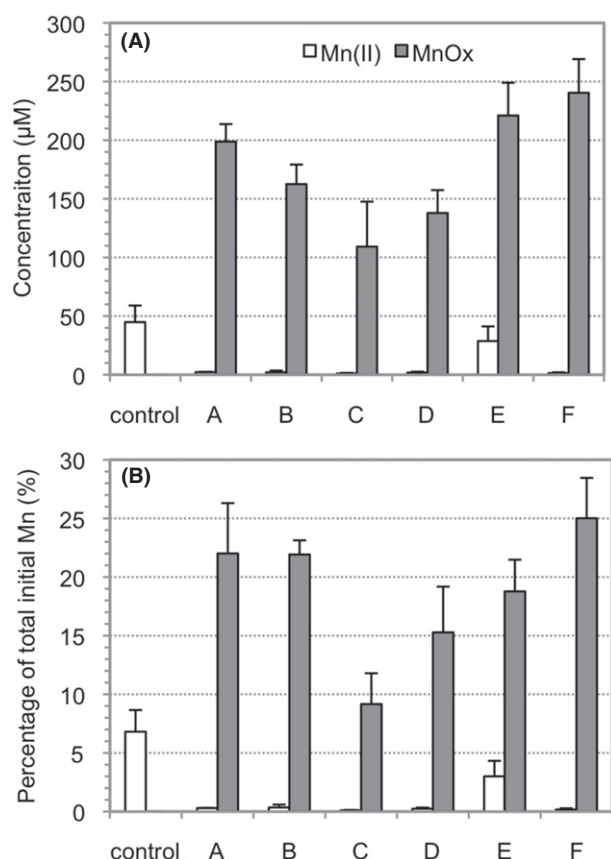 (A)
Mn(II) MnOx
Concentraiton (µM)
300
250
200
150
100
50
0
control A B C D E F
(B)
Percentage of total initial Mn (%)
30
25
20
15
10
5
0
control A B C D E F